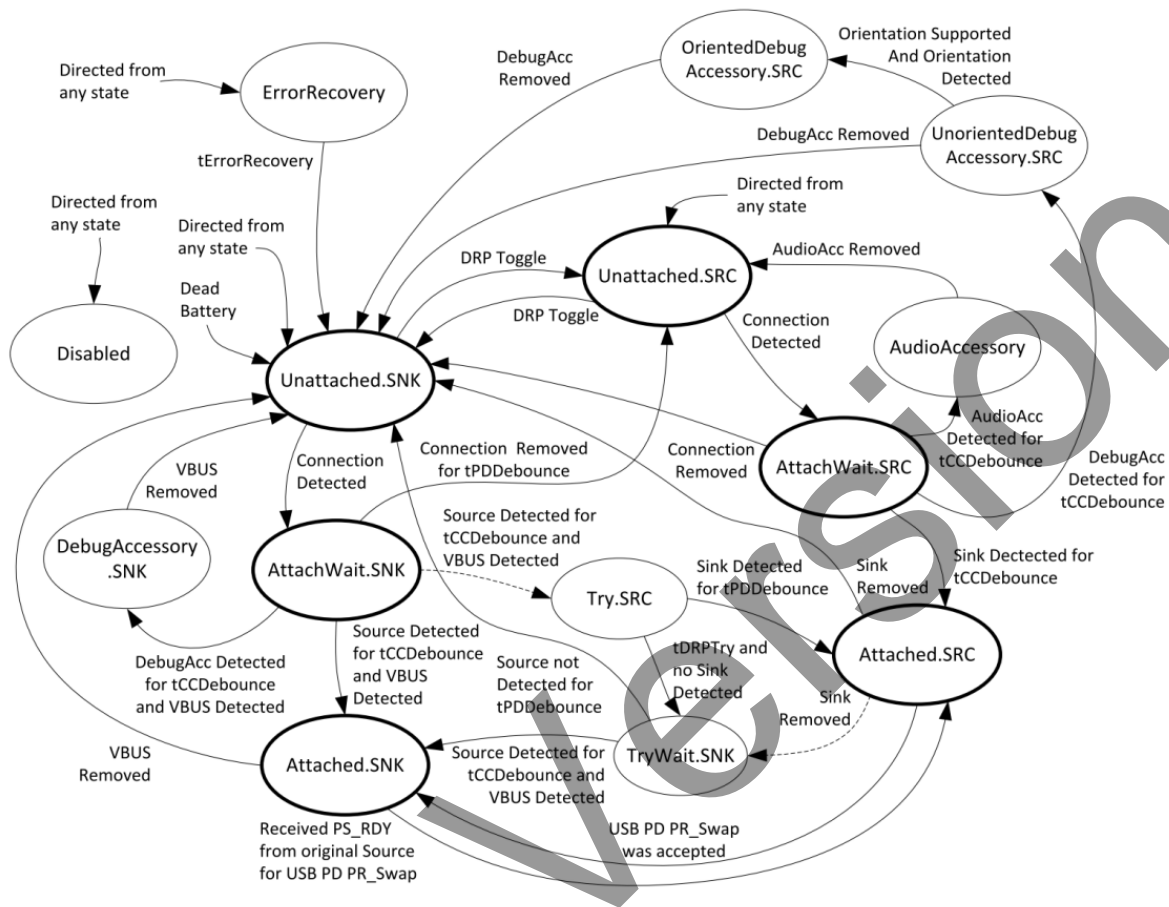 Directed from
any state
ErrorRecovery
tErrorRecovery
DebugAcc
Removed
OrientedDebug
Accessory.SRC
Orientation Supported
And Orientation
Detected
DebugAcc Removed
UnorientedDebug
Accessory.SRC
Directed from
any state
Disabled
Directed from
any state
Dead
Battery
Unattached.SNK
DRP Toggle
DRP Toggle
Directed from
any state
Unattached.SRC
AudioAcc Removed
AudioAccessory
Connection
Detected
AttachWait.SRC
AudioAcc
Detected for
tCCDebounce
DebugAcc
Detected for
tCCDebounce
Connection
Removed
Connection Removed
for tPDDebounce
VBUS
Removed
Connection
Detected
DebugAccessory
.SNK
AttachWait.SNK
Source Detected for
tCCDebounce and
VBUS Detected
Try.SRC
Sink Detected
for tPDDebounce
Sink
Removed
Sink Dectected for
tCCDebounce
Attached.SRC
DebugAcc Detected
for tCCDebounce
and VBUS Detected
Source Detected
for tCCDebounce
and VBUS
Detected
Source not
Detected for
tPDDebounce
tDRPTry and
no Sink
Detected
Sink
Removed
VBUS
Removed
Attached.SNK
Source Detected for
tCCDebounce and
VBUS Detected
TryWait.SNK
Received PS_RDY
from original Source
for USB PD PR_Swap
USB PD PR_Swap
was accepted
Version